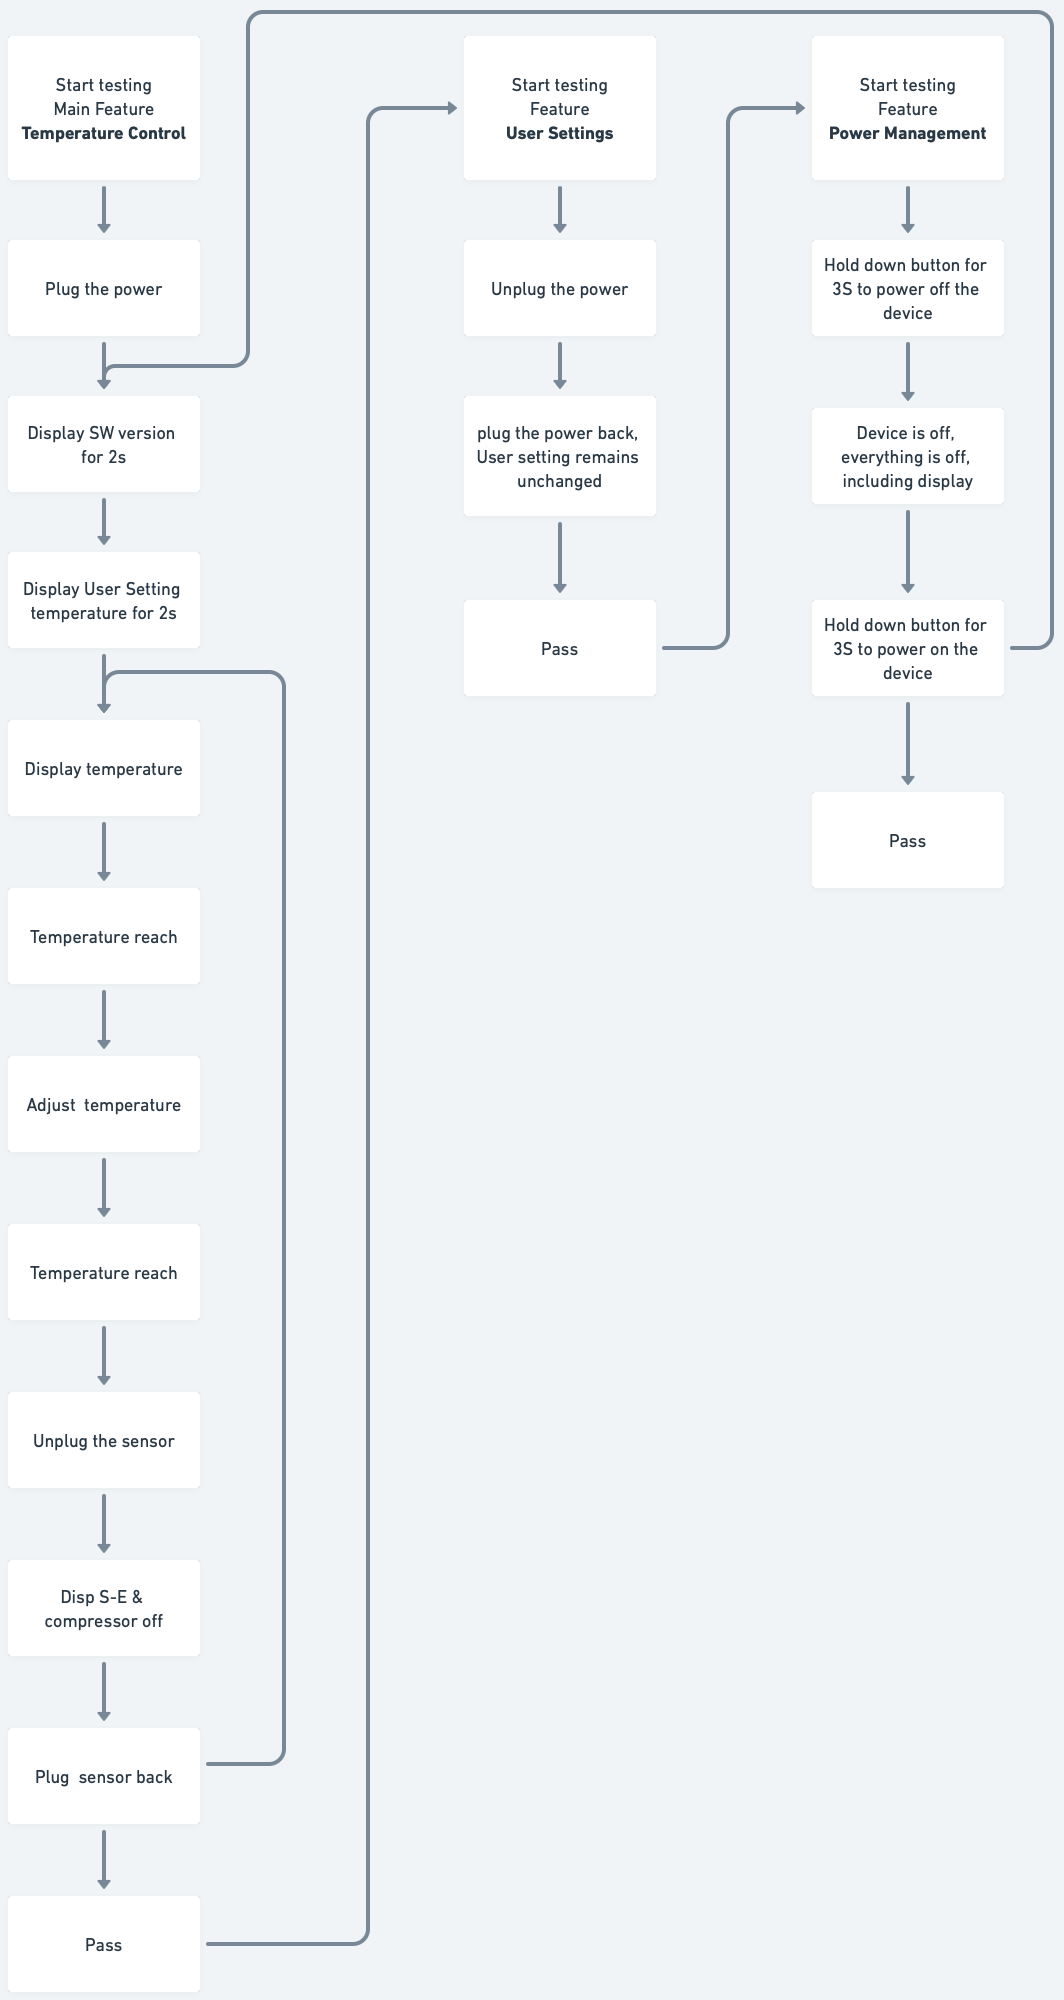 Start testing
Main Feature
Temperature Control
Plug the power
Display SW version
for 2s
Display User Setting
temperature for 2s
Display temperature
Temperature reach
Adjust  temperature
Temperature reach
Unplug the sensor
Disp S-E &
compressor off
Plug  sensor back
Pass
Start testing
Feature
User Settings
Unplug the power
plug the power back,
User setting remains
unchanged
Pass
Start testing
Feature
Power Management
Hold down button for
3S to power off the
device
Device is off,
everything is off,
including display
Hold down button for
3S to power on the
device
Pass